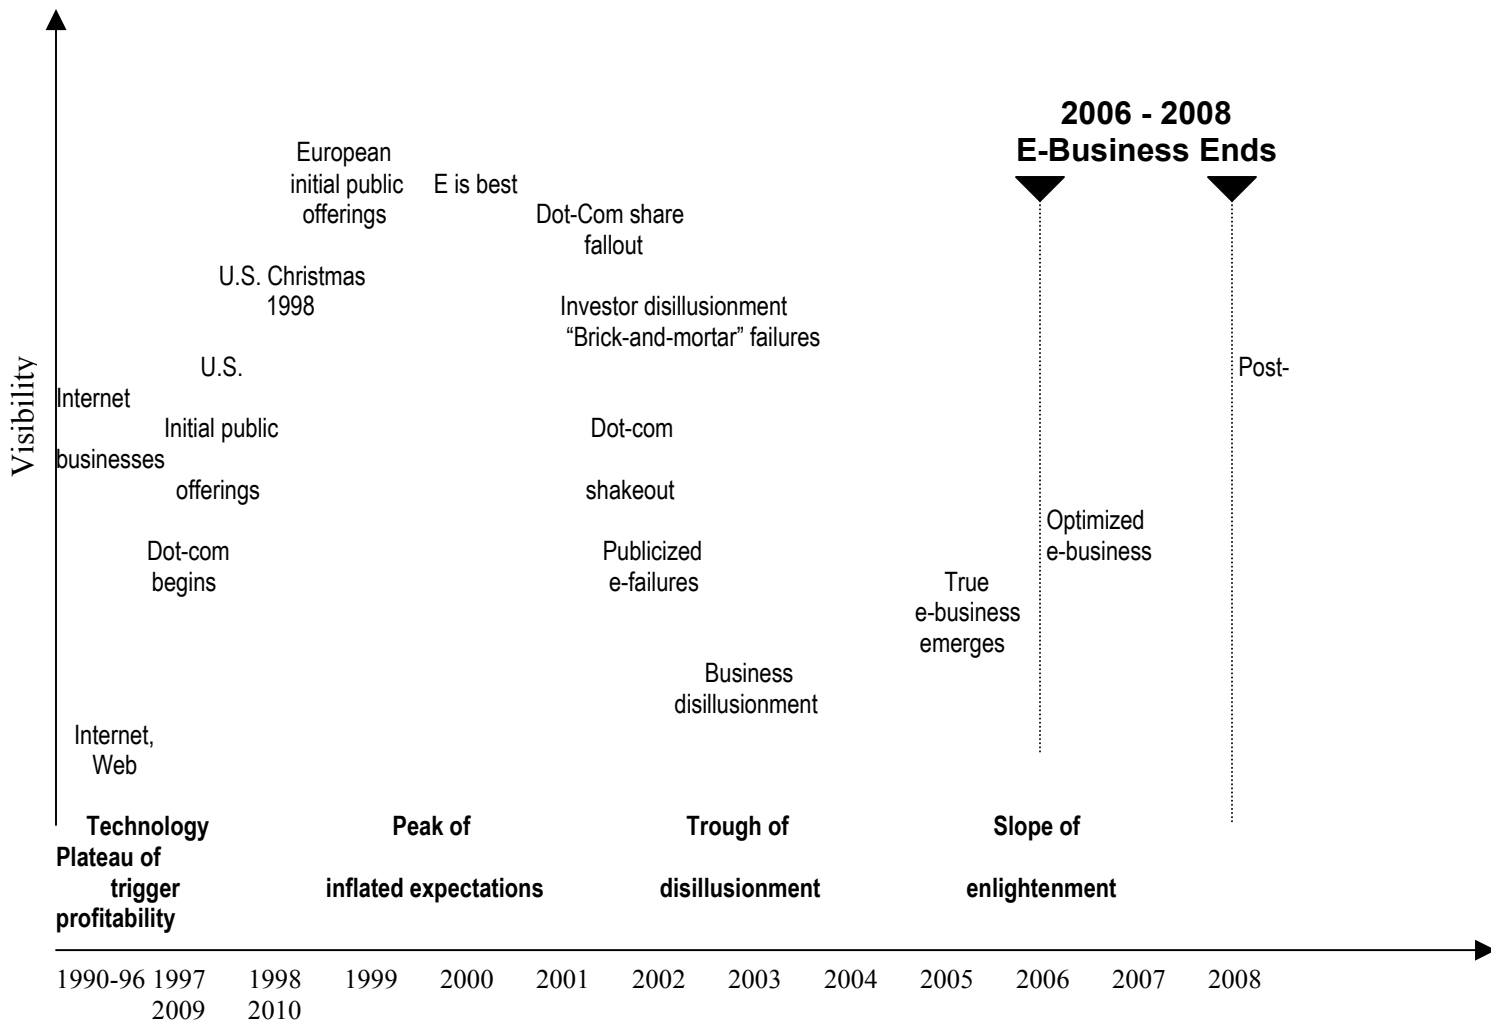 2006 - 2008
E-Business Ends
European
initial public
offerings
E is best
Dot-Com share
fallout
U.S. Christmas
1998
Investor disillusionment
“Brick-and-mortar” failures
U.S.
Post-
Internet
Initial public
Dot-com
businesses
offerings
shakeout
Optimized
e-business
Dot-com
begins
Publicized
e-failures
True
e-business
emerges
Business
disillusionment
Internet,
Web
Visibility
Technology Peak of Trough of Slope of
Plateau of
trigger inflated expectations disillusionment enlightenment
profitability
1990-96 1997 1998 1999 2000 2001 2002 2003 2004 2005 2006 2007 2008
2009 2010